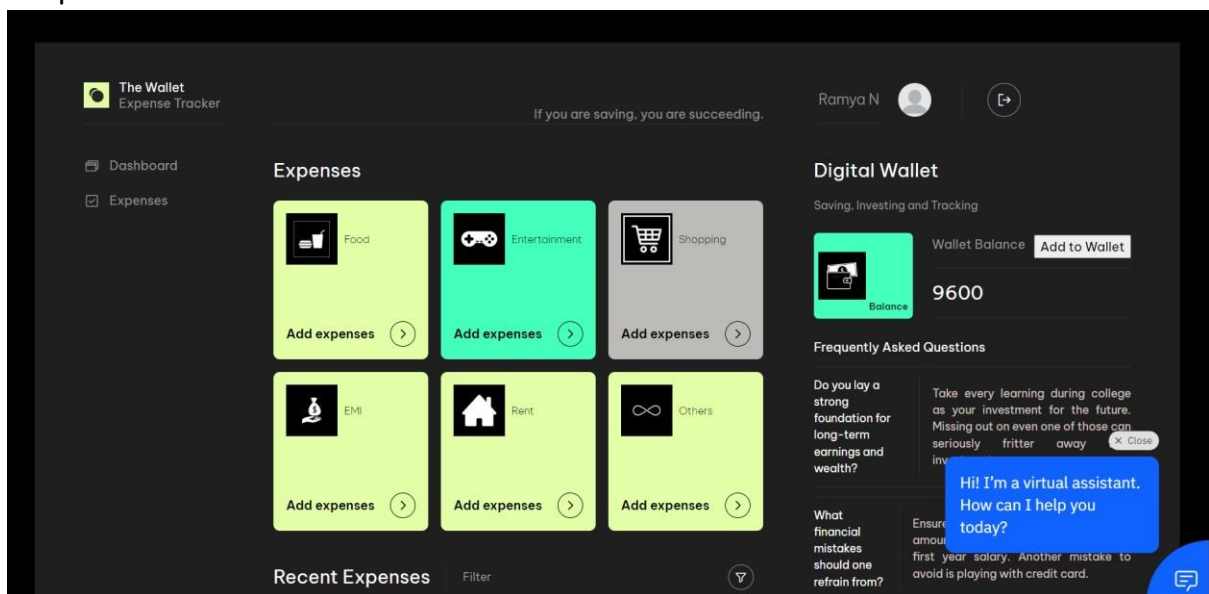 The Wallet
Expense Tracker
If you are saving, you are succeeding.
Ramya N
Dashboard
Expenses
Expenses
Food
Add expenses
Entertainment
Add expenses
Shopping
Add expenses
EMI
Add expenses
Rent
Add expenses
Others
Add expenses
Recent Expenses
Filter
Digital Wallet
Saving, Investing and Tracking
Balance
Wallet Balance
Add to Wallet
9600
Frequently Asked Questions
Do you lay a
strong
foundation for
long-term
earnings and
wealth?
Take every learning during college
as your investment for the future.
Missing out on even one of those can
seriously fritter away
What
financial
mistakes
should one
refrain from?
first year salary. Another mistake to
avoid is playing with credit card.
× Close
Hi! I'm a virtual assistant.
How can I help you
today?